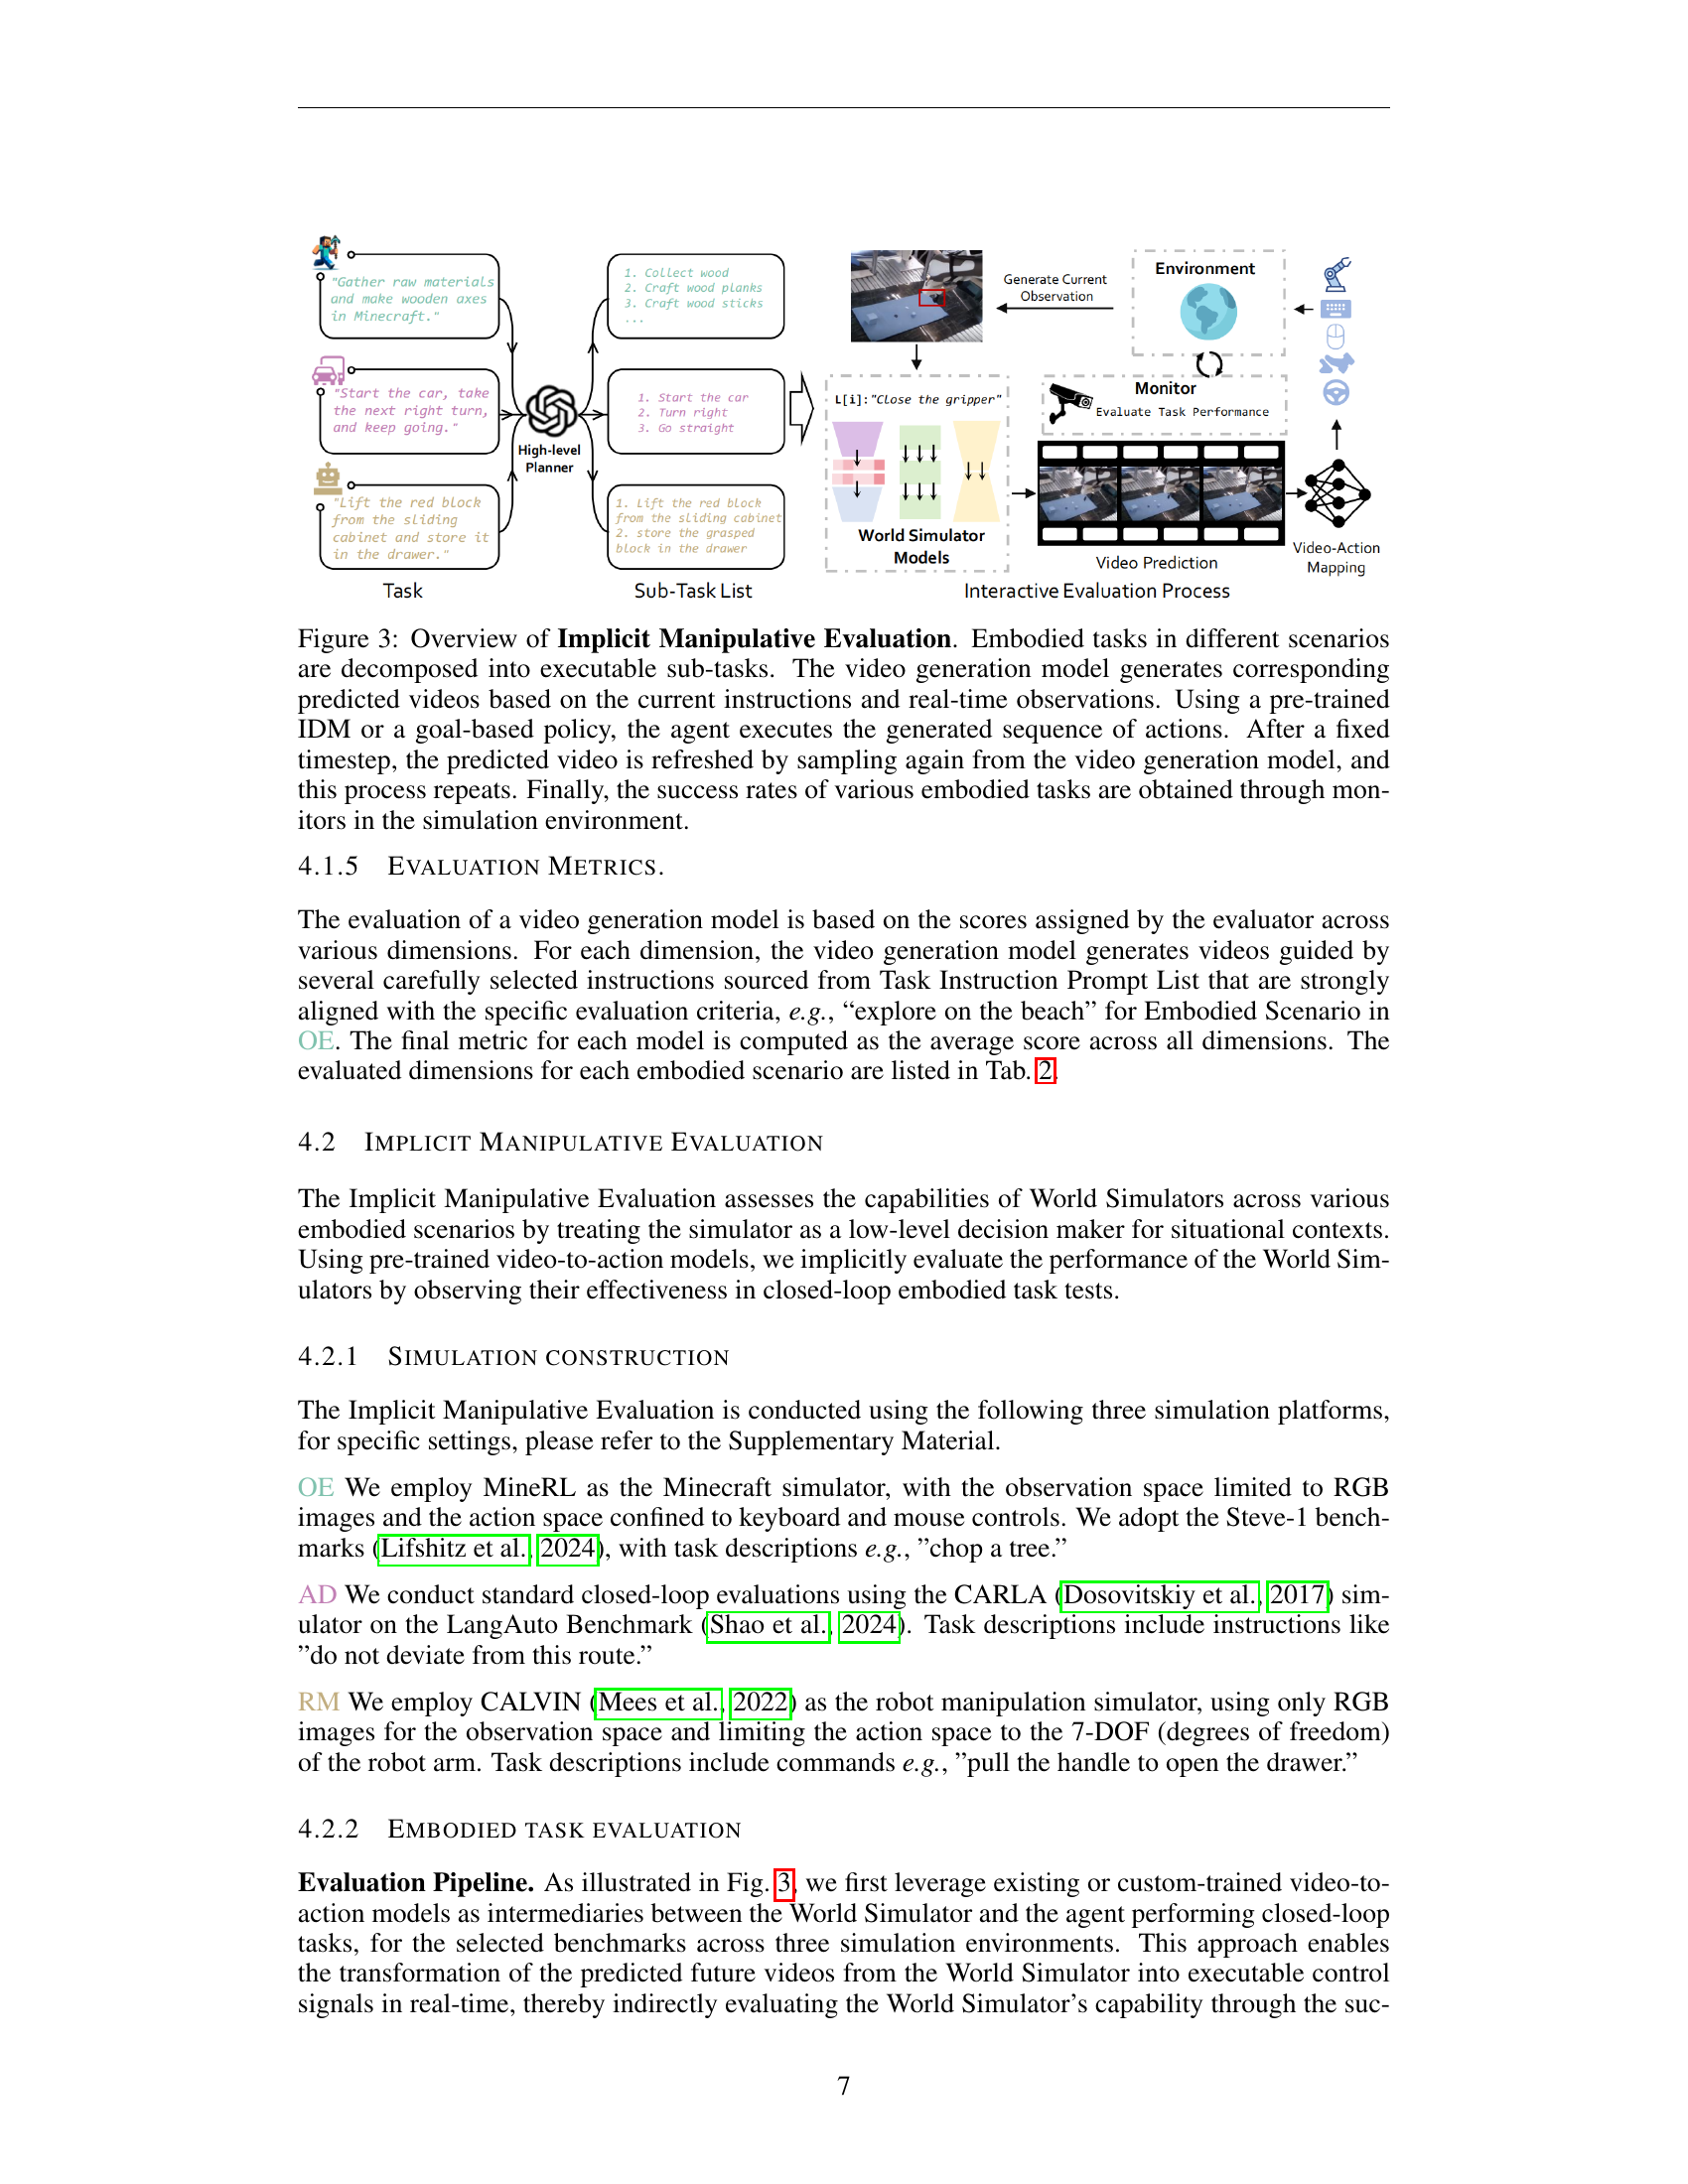 "Gather raw materials
and make wooden axes
in Minecraft."
"Start the car, take
the next right turn,
and keep going."
"Lift the red block
from the sliding
cabinet and store it
in the drawer."
Task
High-level
Planner
1. Collect wood
2. Craft wood planks
3. Craft wood sticks
...
1. Start the car
2. Turn right
3. Go straight
1. Lift the red block
from the sliding cabinet
2. store the grasped
block in the drawer
Sub-Task List
Generate Current
Observation
Environment
Monitor
Evaluate Task Performance
L[i]:"Close the gripper"
World Simulator
Models
Video Prediction
Video-Action
Mapping
Interactive Evaluation Process
Figure 3: Overview of Implicit Manipulative Evaluation. Embodied tasks in different scenarios
are decomposed into executable sub-tasks. The video generation model generates corresponding
predicted videos based on the current instructions and real-time observations. Using a pre-trained
IDM or a goal-based policy, the agent executes the generated sequence of actions. After a fixed
timestep, the predicted video is refreshed by sampling again from the video generation model, and
this process repeats. Finally, the success rates of various embodied tasks are obtained through mon-
itors in the simulation environment.
4.1.5 EVALUATION METRICS.
The evaluation of a video generation model is based on the scores assigned by the evaluator across
various dimensions. For each dimension, the video generation model generates videos guided by
several carefully selected instructions sourced from Task Instruction Prompt List that are strongly
aligned with the specific evaluation criteria, e.g., “explore on the beach” for Embodied Scenario in
OE. The final metric for each model is computed as the average score across all dimensions. The
evaluated dimensions for each embodied scenario are listed in Tab. 2.
4.2 IMPLICIT MANIPULATIVE EVALUATION
The Implicit Manipulative Evaluation assesses the capabilities of World Simulators across various
embodied scenarios by treating the simulator as a low-level decision maker for situational contexts.
Using pre-trained video-to-action models, we implicitly evaluate the performance of the World Sim-
ulators by observing their effectiveness in closed-loop embodied task tests.
4.2.1 SIMULATION CONSTRUCTION
The Implicit Manipulative Evaluation is conducted using the following three simulation platforms,
for specific settings, please refer to the Supplementary Material.
OE We employ MineRL as the Minecraft simulator, with the observation space limited to RGB
images and the action space confined to keyboard and mouse controls. We adopt the Steve-1 bench-
marks (Lifshitz et al., 2024), with task descriptions e.g., ”chop a tree.”
AD We conduct standard closed-loop evaluations using the CARLA (Dosovitskiy et al., 2017) sim-
ulator on the LangAuto Benchmark (Shao et al., 2024). Task descriptions include instructions like
”do not deviate from this route.”
RM We employ CALVIN (Mees et al., 2022) as the robot manipulation simulator, using only RGB
images for the observation space and limiting the action space to the 7-DOF (degrees of freedom)
of the robot arm. Task descriptions include commands e.g., ”pull the handle to open the drawer.”
4.2.2 EMBODIED TASK EVALUATION
Evaluation Pipeline. As illustrated in Fig. 3, we first leverage existing or custom-trained video-to-
action models as intermediaries between the World Simulator and the agent performing closed-loop
tasks, for the selected benchmarks across three simulation environments. This approach enables
the transformation of the predicted future videos from the World Simulator into executable control
signals in real-time, thereby indirectly evaluating the World Simulator’s capability through the suc-
7